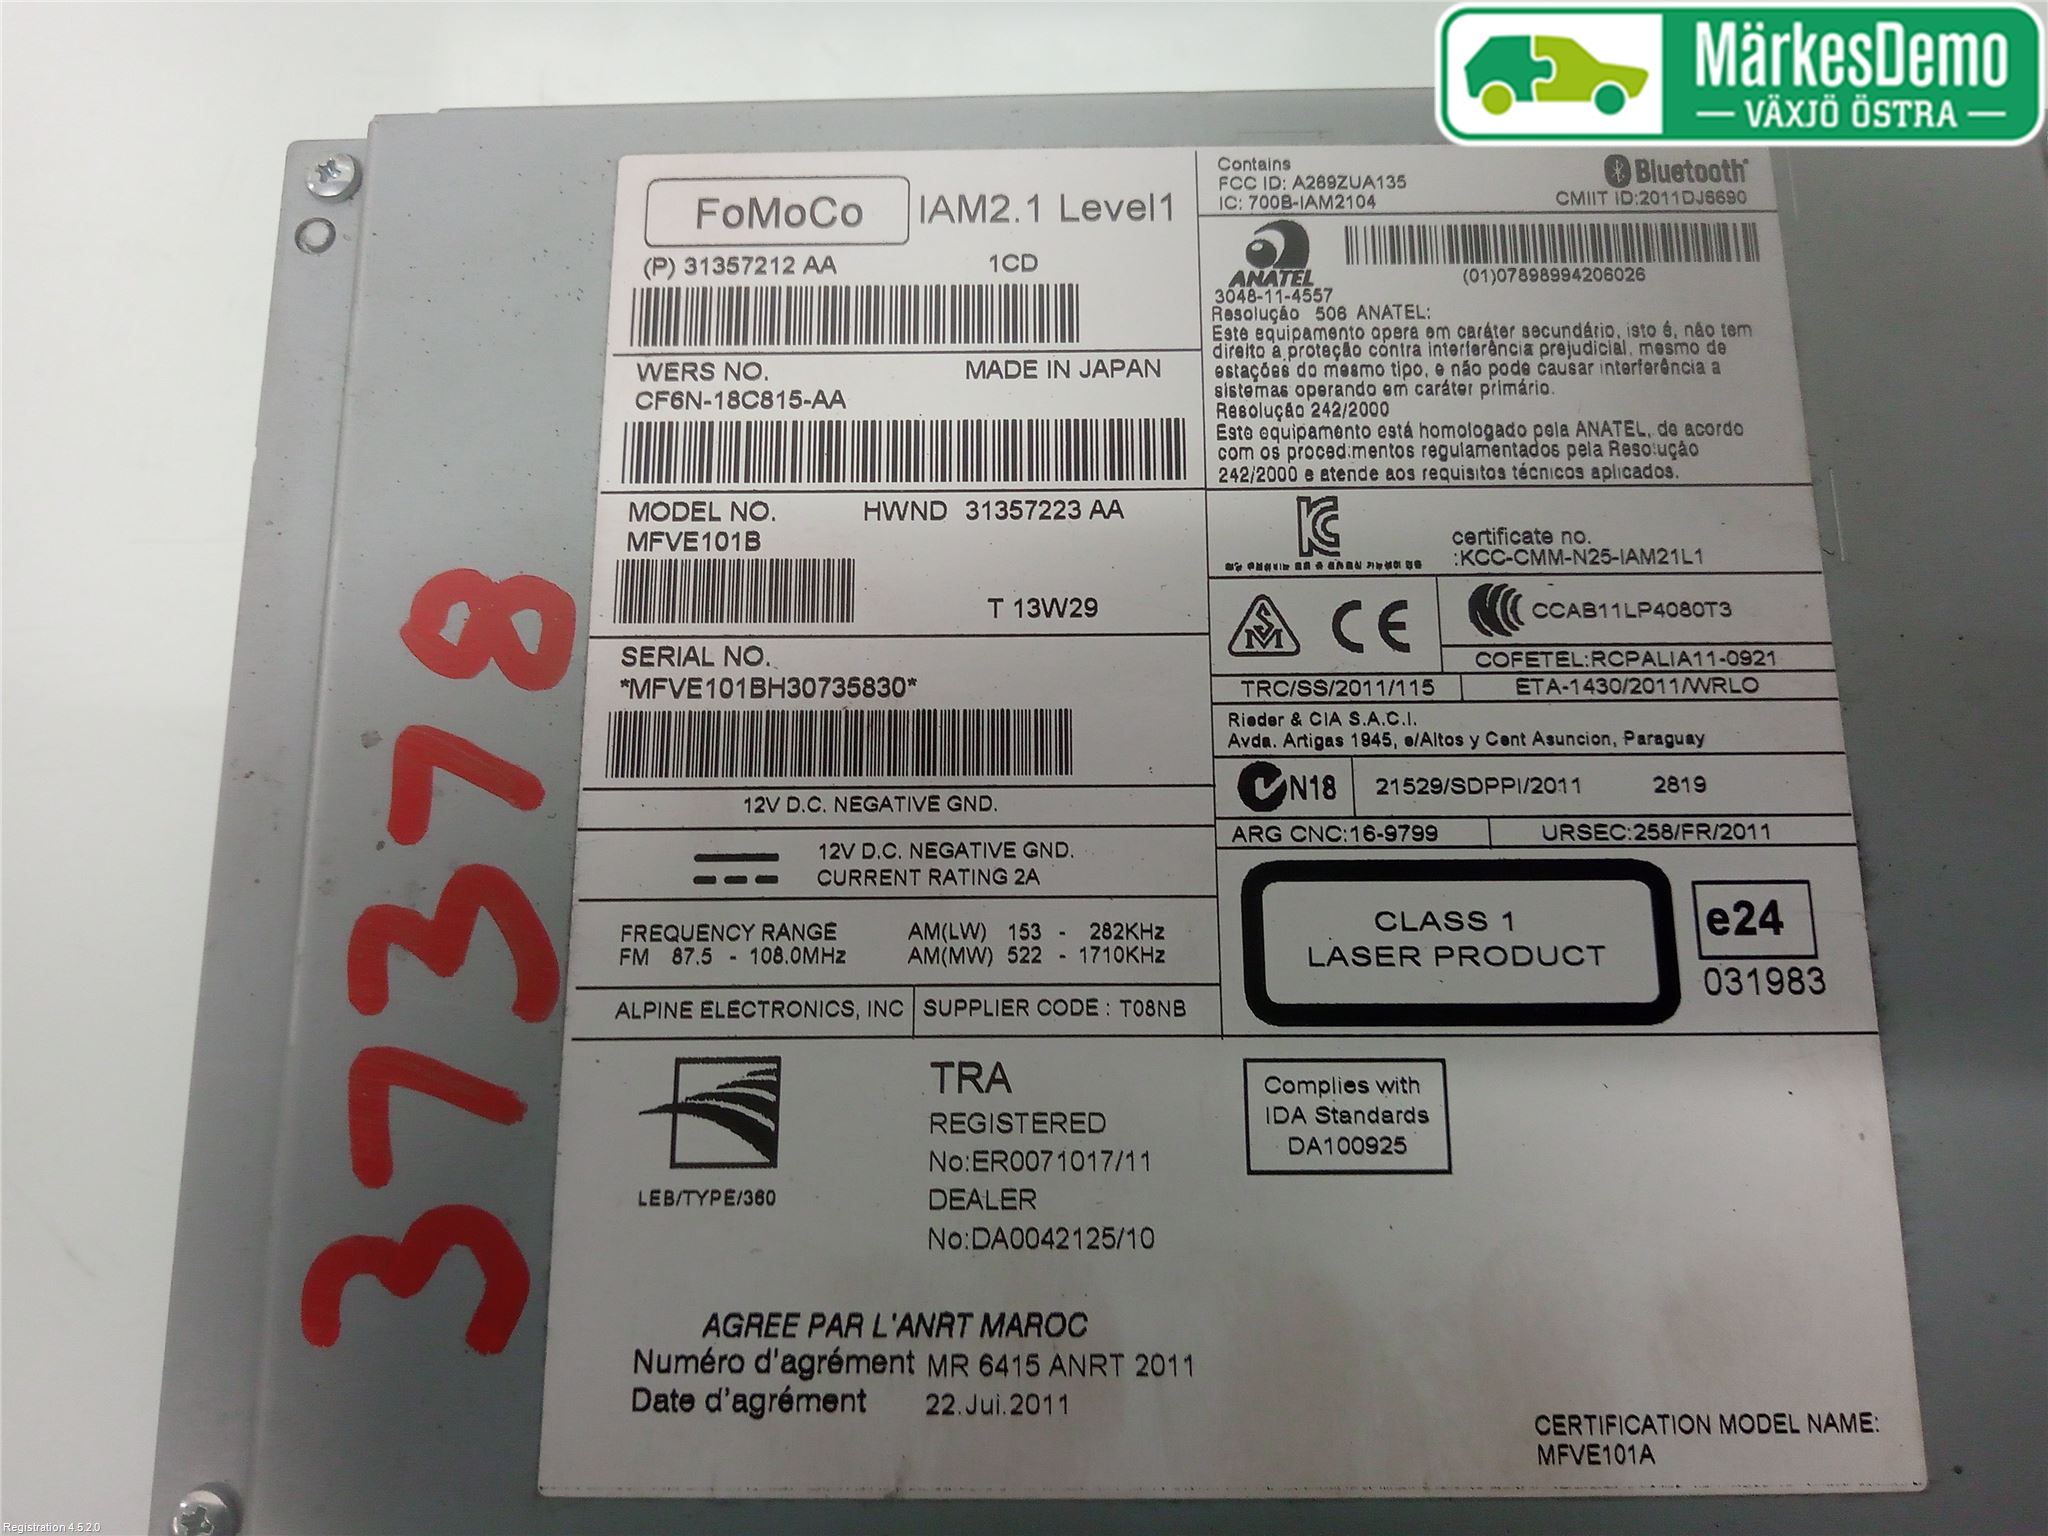 MärkesDemo
VÄXJÖ ÖSTRA
37378
FoMoCo
IAM2.1 Level1
(P) 31357212 AA 1CD
WERS NO. MADE IN JAPAN
CF6N-18C815-AA
MODEL NO. HWND 31357223 AA
MFVE101B
T 13W29
SERIAL NO.
*MFVE101BH30735830*
12V D.C. NEGATIVE GND.
12V D.C. NEGATIVE GND.
CURRENT RATING 2A
FREQUENCY RANGE AM(LW) 153 - 282KHz
FM 87.5 - 108.0MHz AM(MW) 522 - 1710KHz
ALPINE ELECTRONICS, INC SUPPLIER CODE : T08NB
Contains
FCC ID: A269ZUA135
IC: 700B-IAM2104
Bluetooth
CMIIT ID:2011DJ6690
ANATEL
(01)07898994206026
3048-11-4557
Resolução 506 ANATEL:
Este equipamento opera em caráter secundário, isto é, não tem
direito a proteção contra interferência prejudicial, mesmo de
estações do mesmo tipo, e não pode causar interferência a
sistemas operando em caráter primário.
Resolução 242/2000
Este equipamento está homologado pela ANATEL, de acordo
com os procedimentos regulamentados pela Resolução
242/2000 e atende aos requisitos técnicos aplicados.
certificate no.
:KCC-CMM-N25-IAM21L1
CCAB11LP4080T3
COFETEL:RCPALIA11-0921
TRC/SS/2011/115 ETA-1430/2011/WRLO
Rieder & CIA S.A.C.I.
Avda. Artigas 1945, e/Altos y Cent Asuncion, Paraguay
N18 21529/SDPPI/2011 2819
ARG CNC:16-9799 URSEC:258/FR/2011
CLASS 1
LASER PRODUCT
e24
031983
LEB/TYPE/360
TRA
REGISTERED
No:ER0071017/11
DEALER
No:DA0042125/10
Complies with
IDA Standards
DA100925
AGREE PAR L'ANRT MAROC
Numéro d'agrément MR 6415 ANRT 2011
Date d'agrément 22.Jui.2011
CERTIFICATION MODEL NAME:
MFVE101A
Registration 4.5.2.0